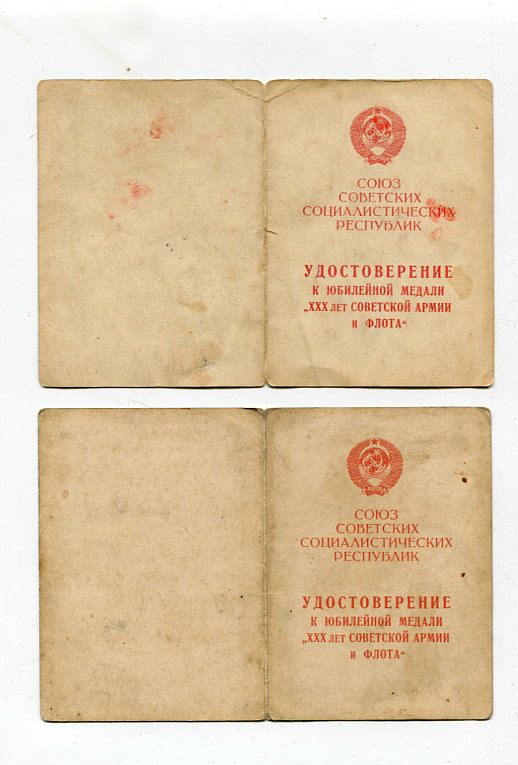 СОЮЗ
СОВЕТСКИХ
СОЦИАЛИСТИЧЕСКИХ
РЕСПУБЛИК
УДОСТОВЕРЕНИЕ
К ЮБИЛЕЙНОЙ МЕДАЛИ
„XXX ЛЕТ СОВЕТСКОЙ АРМИИ
И ФЛОТА“
СОЮЗ
СОВЕТСКИХ
СОЦИАЛИСТИЧЕСКИХ
РЕСПУБЛИК
УДОСТОВЕРЕНИЕ
К ЮБИЛЕЙНОЙ МЕДАЛИ
„XXX ЛЕТ СОВЕТСКОЙ АРМИИ
И ФЛОТА“